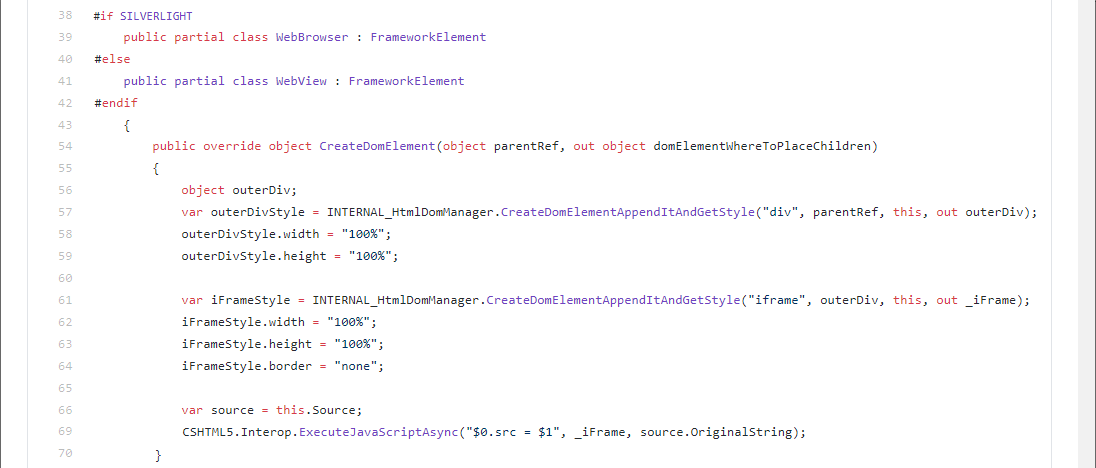 38 #if SILVERLIGHT
39 public partial class WebBrowser : FrameworkElement
40 #else
41 public partial class WebView : FrameworkElement
42 #endif
43 {
54 public override object CreateDomElement(object parentRef, out object domElementWhereToPlaceChildren)
55 {
56 object outerDiv;
57 var outerDivStyle = INTERNAL_HtmlDomManager.CreateDomElementAppendItAndGetStyle("div", parentRef, this, out outerDiv);
58 outerDivStyle.width = "100%";
59 outerDivStyle.height = "100%";
60
61 var iFrameStyle = INTERNAL_HtmlDomManager.CreateDomElementAppendItAndGetStyle("iframe", outerDiv, this, out _iFrame);
62 iFrameStyle.width = "100%";
63 iFrameStyle.height = "100%";
64 iFrameStyle.border = "none";
65
66 var source = this.Source;
69 CSHTML5.Interop.ExecuteJavaScriptAsync("$0.src = $1", _iFrame, source.OriginalString);
70 }